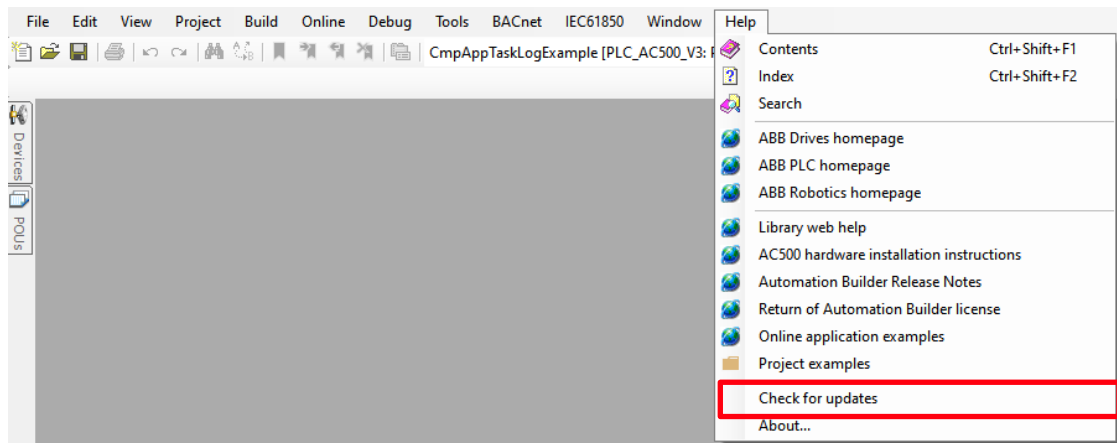 File Edit View Project Build Online Debug Tools BACnet IEC61850 Window Help
CmpAppTaskLogExample [PLC_AC500_V3:
Contents Ctrl+Shift+F1
Index Ctrl+Shift+F2
Search
ABB Drives homepage
ABB PLC homepage
ABB Robotics homepage
Library web help
AC500 hardware installation instructions
Automation Builder Release Notes
Return of Automation Builder license
Online application examples
Project examples
Check for updates
About...
Devices
POUs